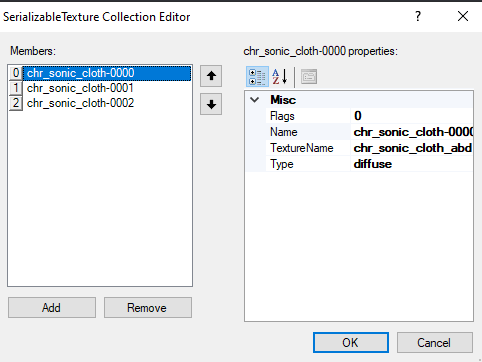 SerializableTexture Collection Editor
? ×
Members:
0 chr_sonic_cloth-0000
1 chr_sonic_cloth-0001
2 chr_sonic_cloth-0002
Add Remove
chr_sonic_cloth-0000 properties:
A
Z
Misc
Flags 0
Name chr_sonic_cloth-0000
TextureName chr_sonic_cloth_abd
Type diffuse
OK Cancel